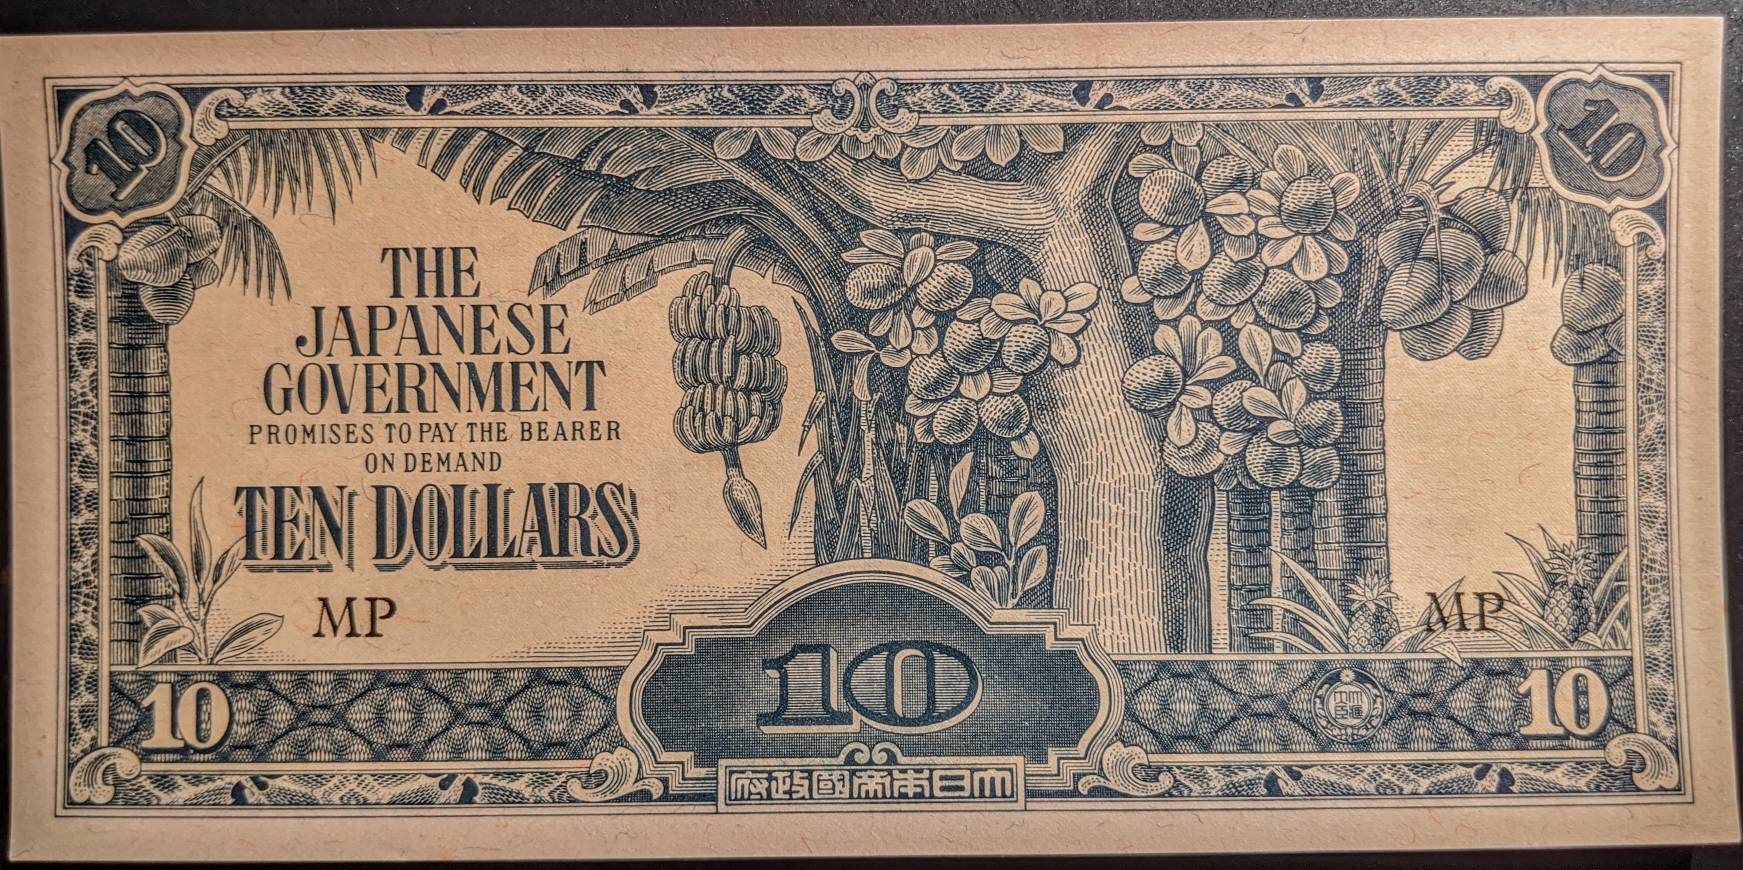 10 10
THE
JAPANESE
GOVERNMENT
PROMISES TO PAY THE BEARER
ON DEMAND
TEN DOLLARS
MP MP
10 10 10
府政國帝本日大